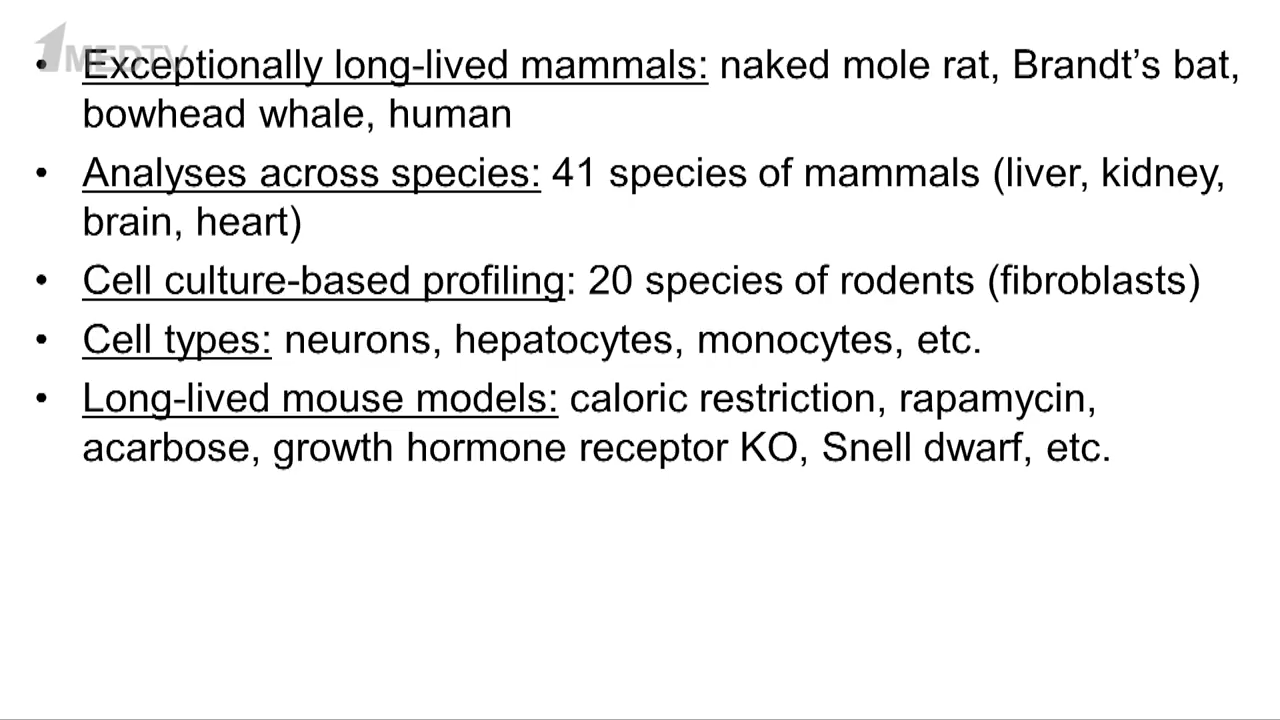 1MEDTV
• Exceptionally long-lived mammals: naked mole rat, Brandt’s bat,
bowhead whale, human
• Analyses across species: 41 species of mammals (liver, kidney,
brain, heart)
• Cell culture-based profiling: 20 species of rodents (fibroblasts)
• Cell types: neurons, hepatocytes, monocytes, etc.
• Long-lived mouse models: caloric restriction, rapamycin,
acarbose, growth hormone receptor KO, Snell dwarf, etc.